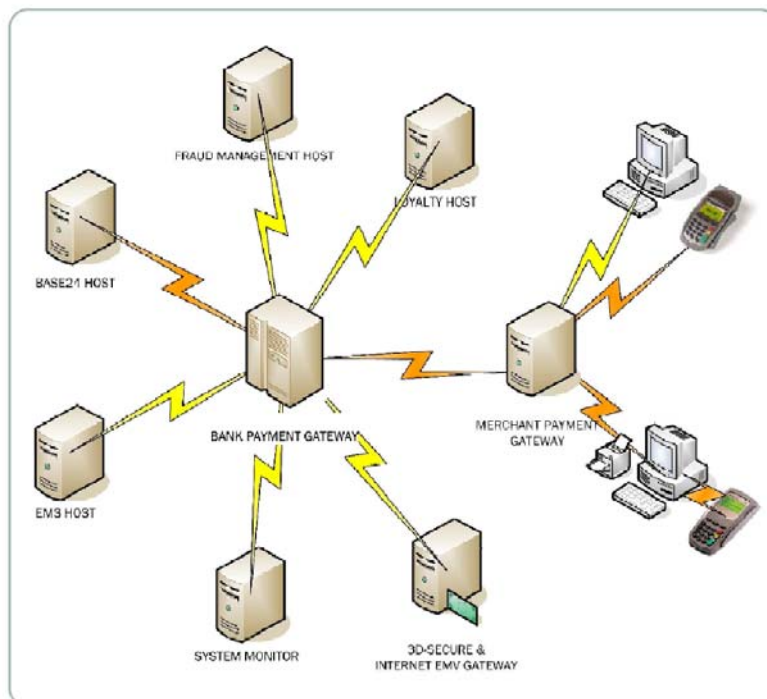 FRAUD MANAGEMENT HOST
LOYALTY HOST
BASE24 HOST
BANK PAYMENT GATEWAY
MERCHANT PAYMENT
GATEWAY
EMS HOST
SYSTEM MONITOR
3D-SECURE &
INTERNET EMV GATEWAY